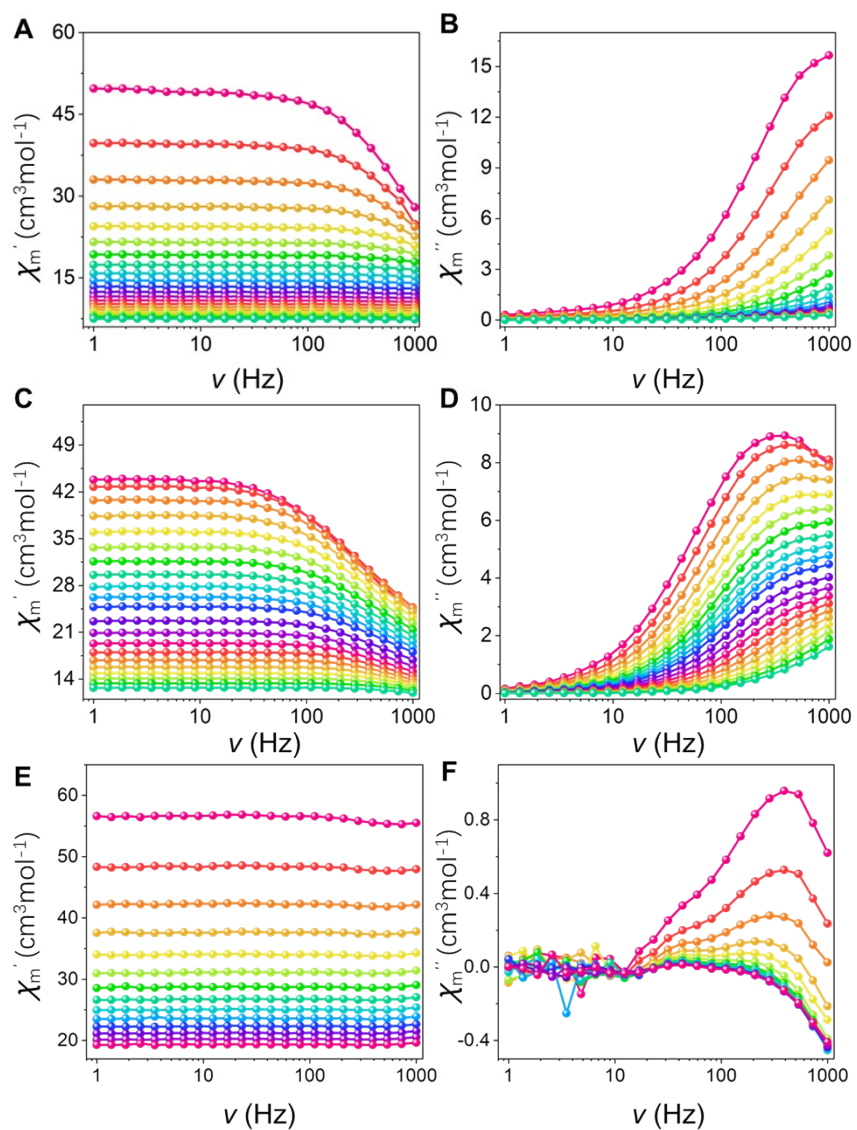 A
60
45
30
15
χm′ (cm³mol⁻¹)
1 10 100 1000
ν (Hz)
B
15
12
9
6
3
0
χm″ (cm³mol⁻¹)
1 10 100 1000
ν (Hz)
C
49
42
35
28
21
14
χm′ (cm³mol⁻¹)
1 10 100 1000
ν (Hz)
D
10
8
6
4
2
0
χm″ (cm³mol⁻¹)
1 10 100 1000
ν (Hz)
E
60
50
40
30
20
χm′ (cm³mol⁻¹)
1 10 100 1000
ν (Hz)
F
0.8
0.4
0.0
-0.4
χm″ (cm³mol⁻¹)
1 10 100 1000
ν (Hz)